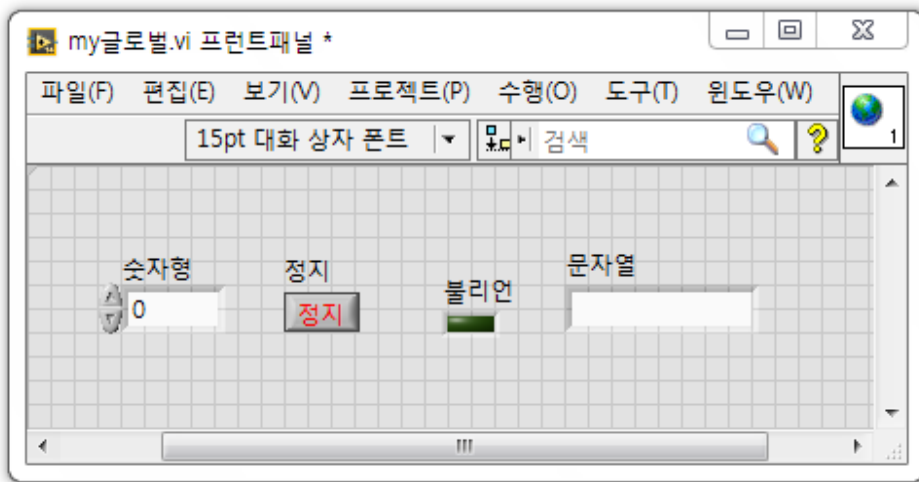 my글로벌.vi 프런트패널 *
파일(F) 편집(E) 보기(V) 프로젝트(P) 수행(O) 도구(T) 윈도우(W)
15pt 대화 상자 폰트 검색 ? 1
숫자형 정지 불리언 문자열
0 정지